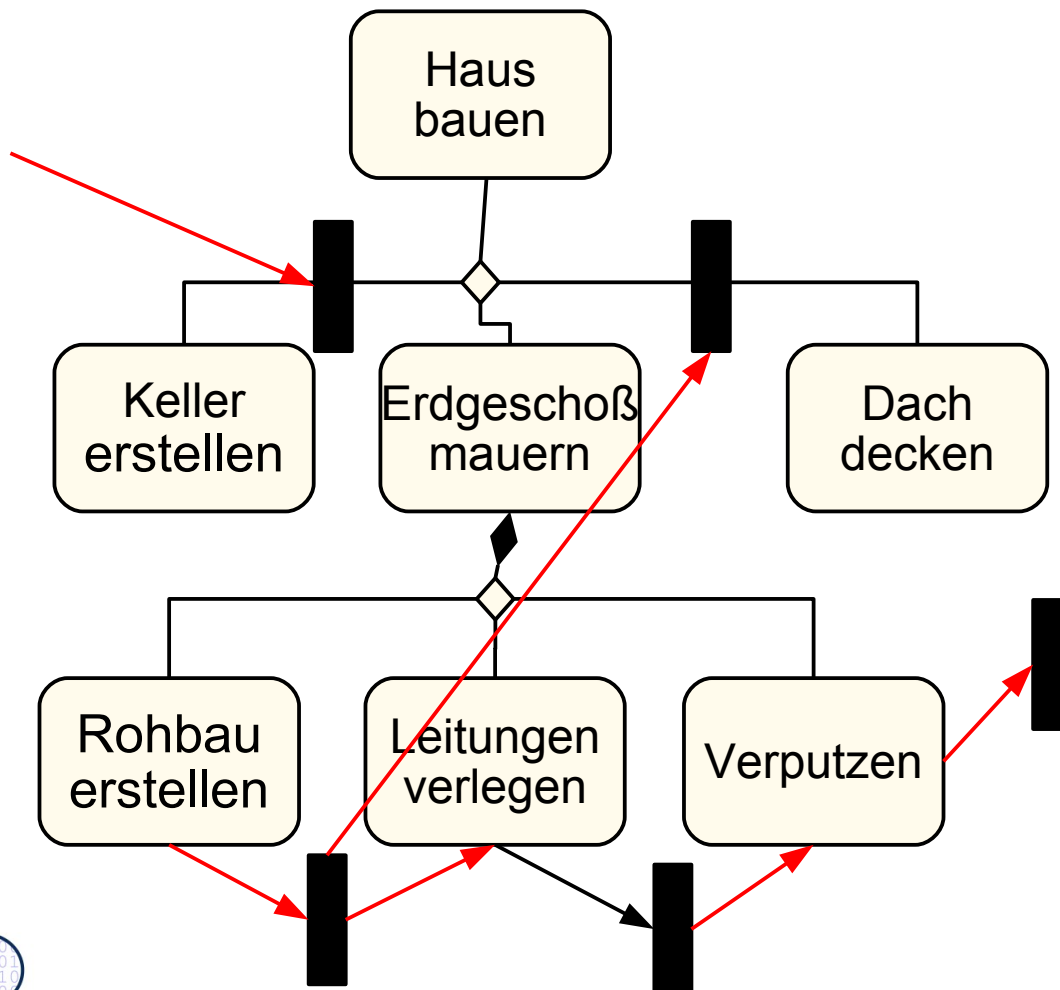 Haus
bauen
Keller
erstellen
Erdgeschoß
mauern
Dach
decken
Rohbau
erstellen
Leitungen
verlegen
Verputzen